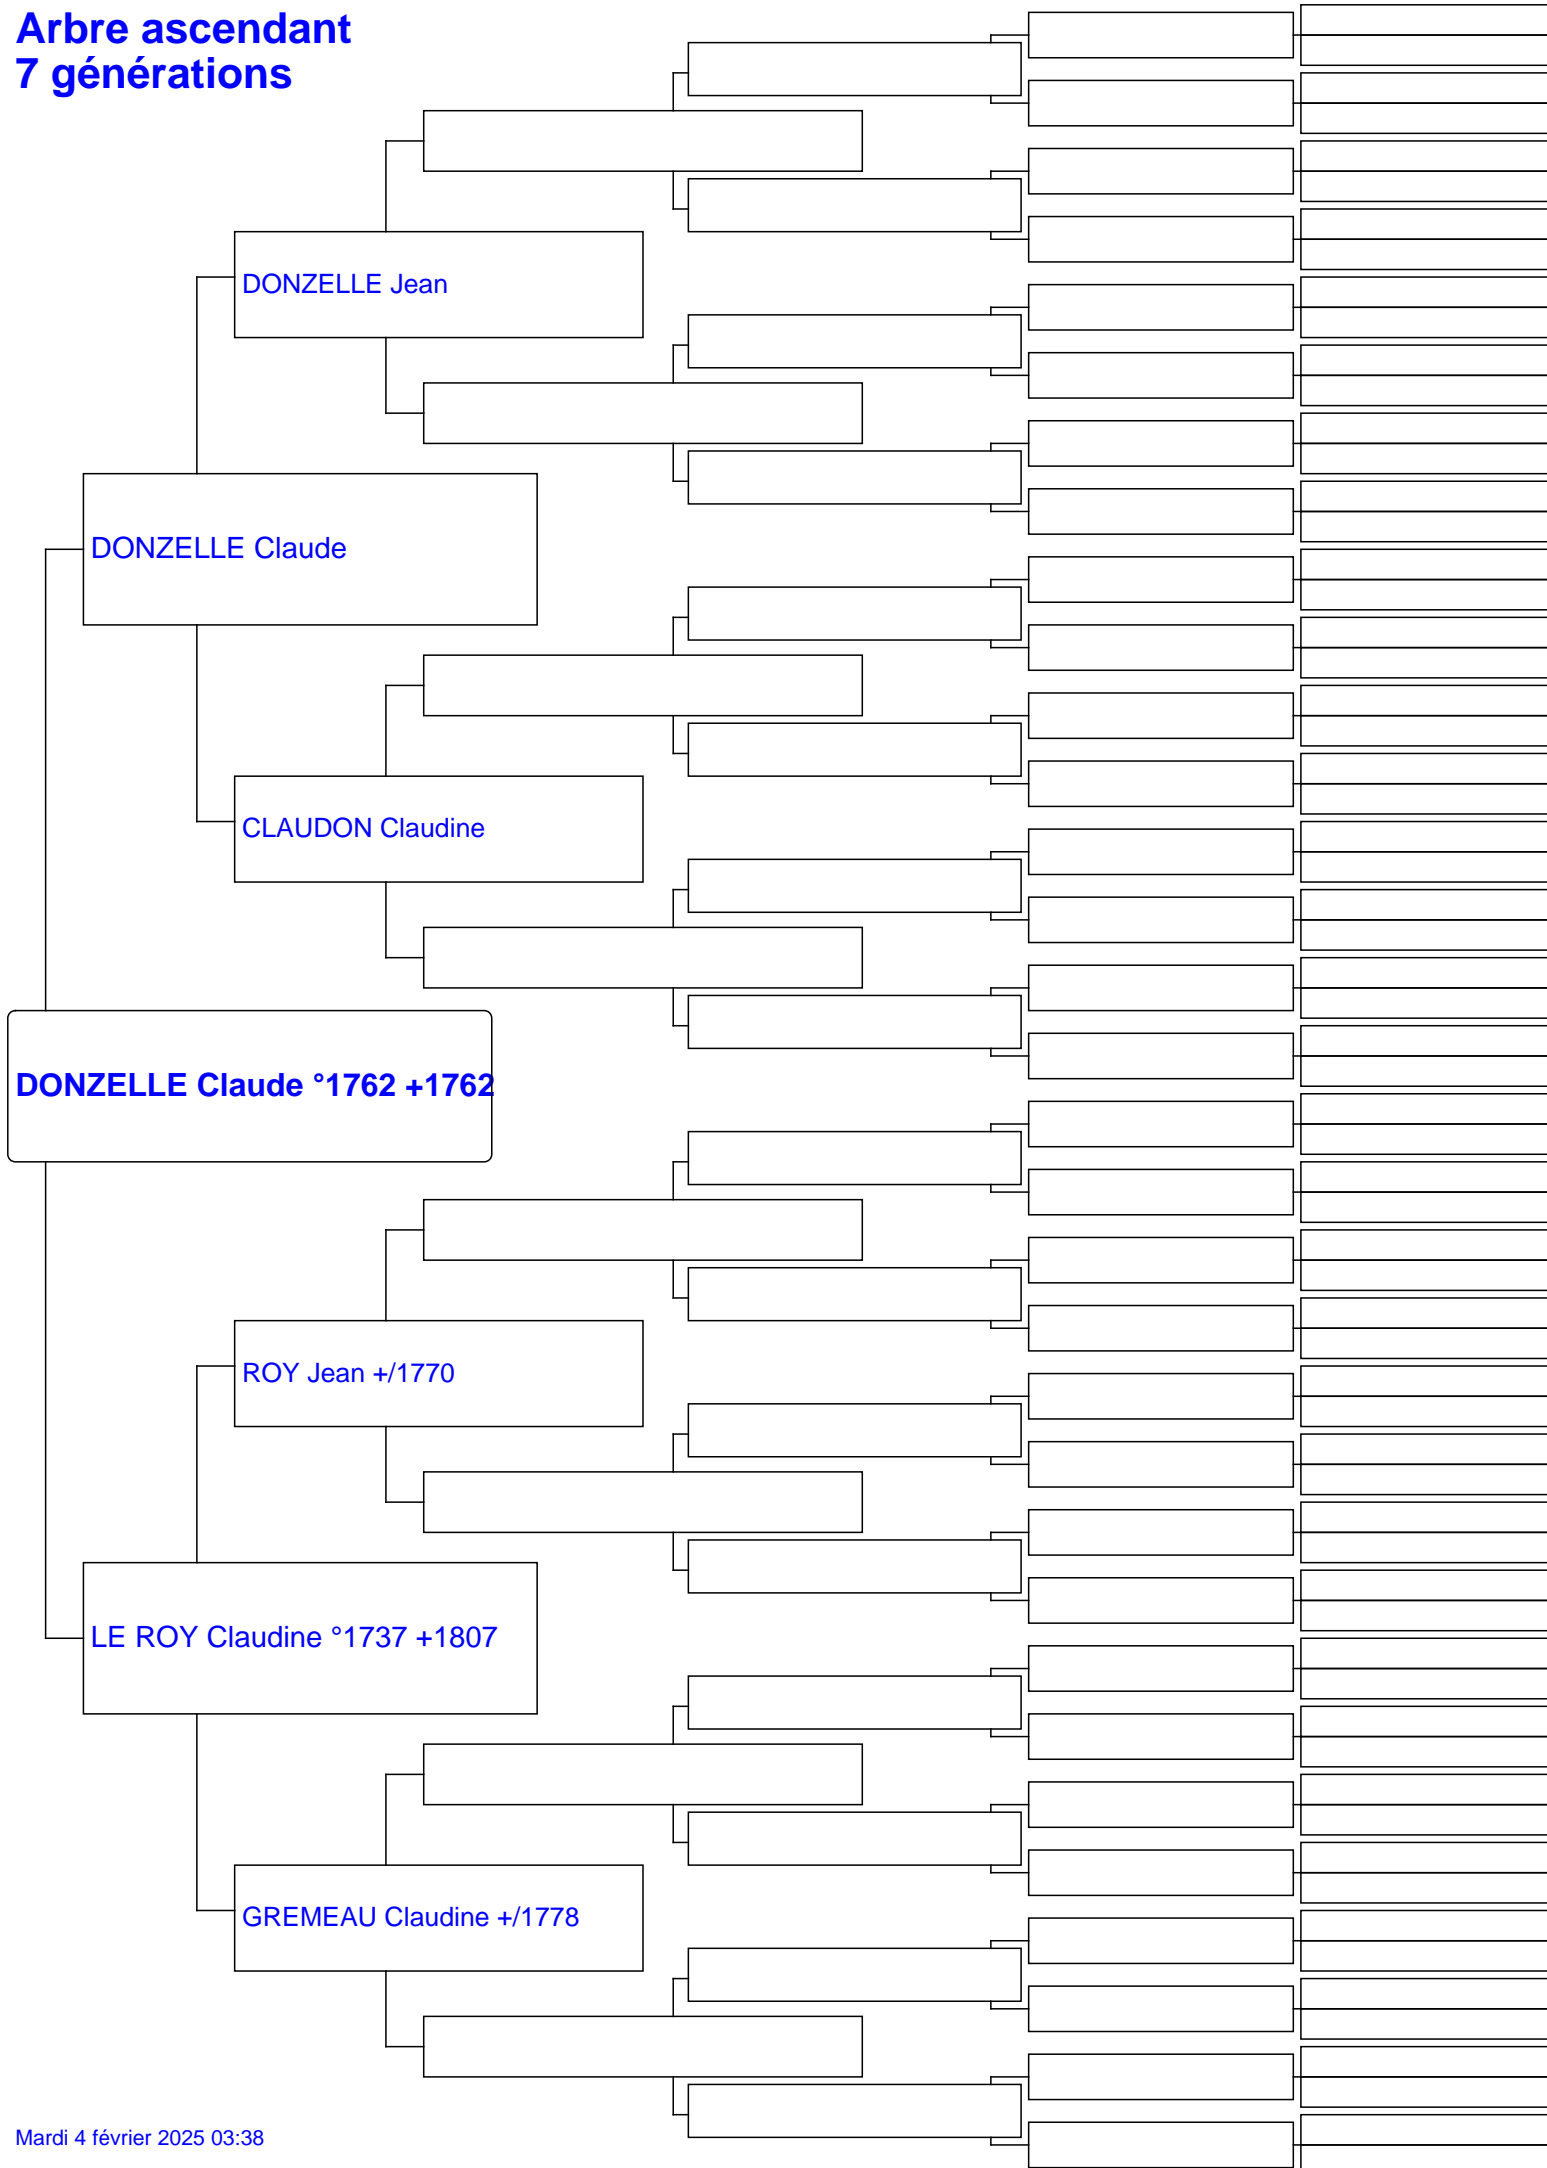 Arbre ascendant
7 générations
DONZELLE Jean
DONZELLE Claude
CLAUDON Claudine
DONZELLE Claude °1762 +1762
ROY Jean +/1770
LE ROY Claudine °1737 +1807
GREMEAU Claudine +/1778
Mardi 4 février 2025 03:38